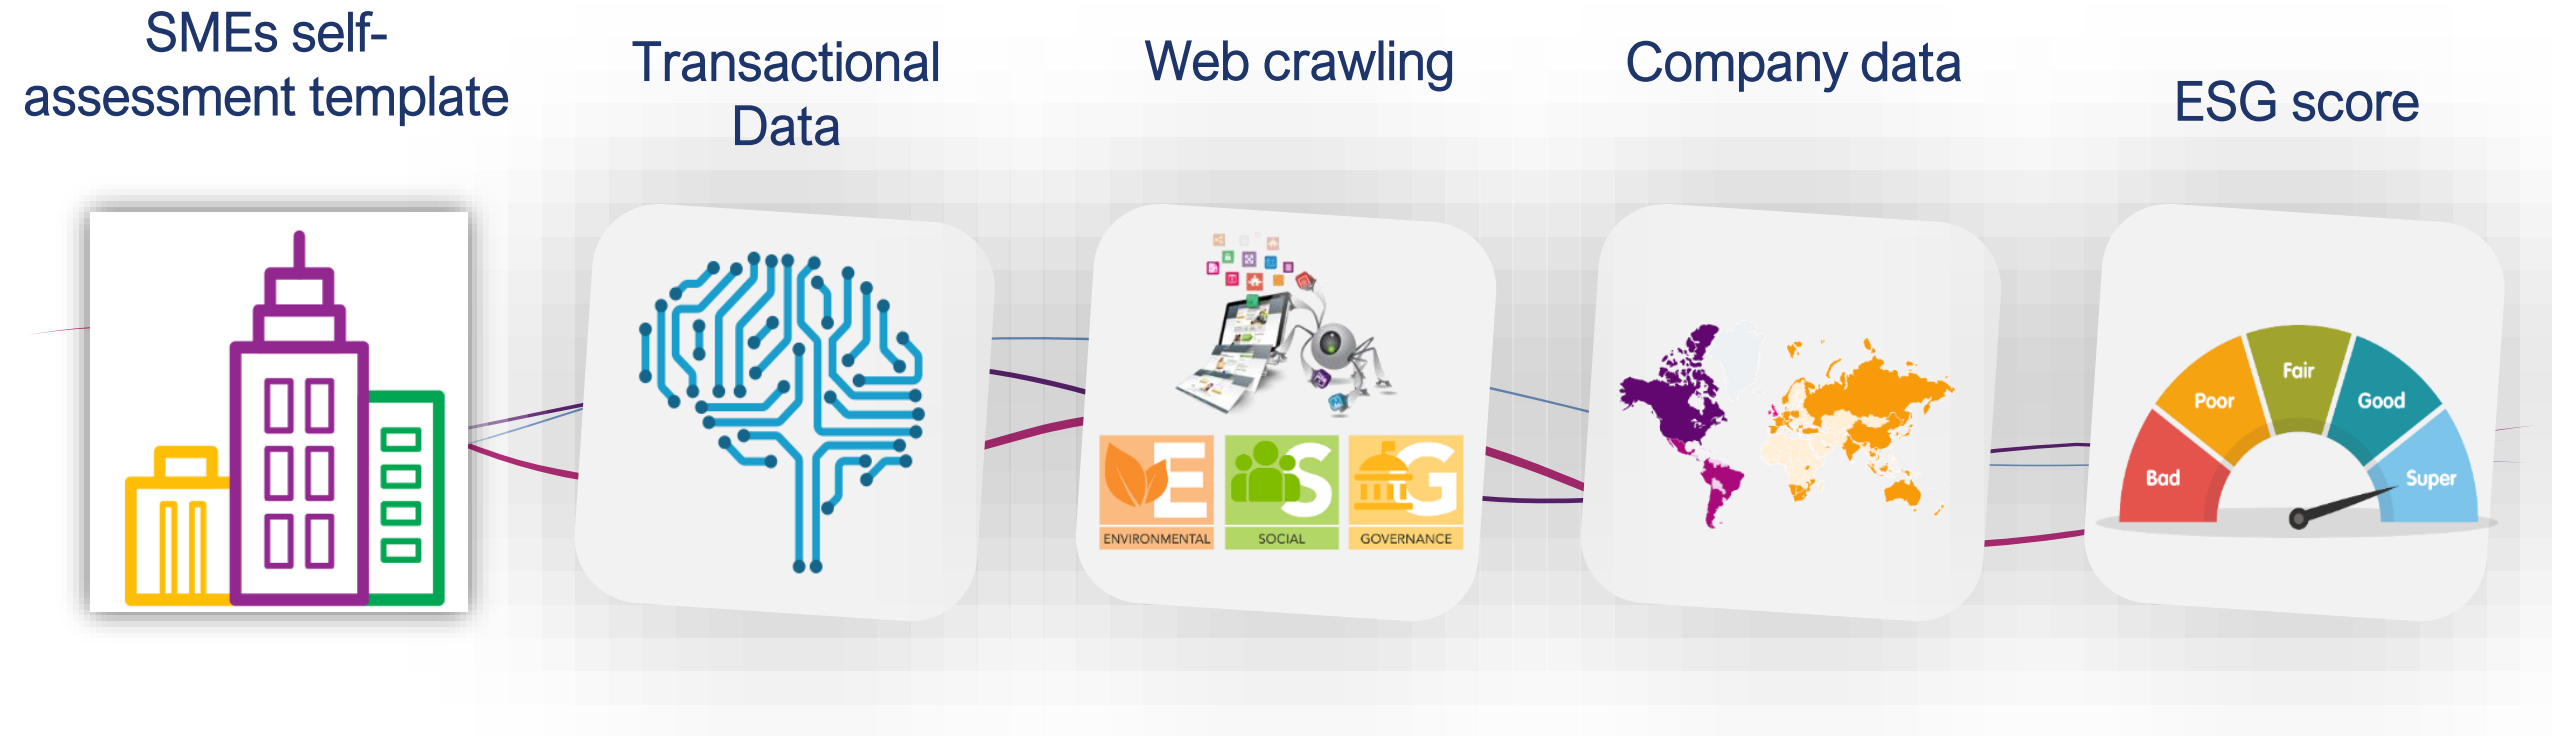 SMEs self-
assessment template
Transactional
Data
Web crawling
Company data
ESG score
E
S
G
ENVIRONMENTAL
SOCIAL
GOVERNANCE
Bad
Poor
Fair
Good
Super